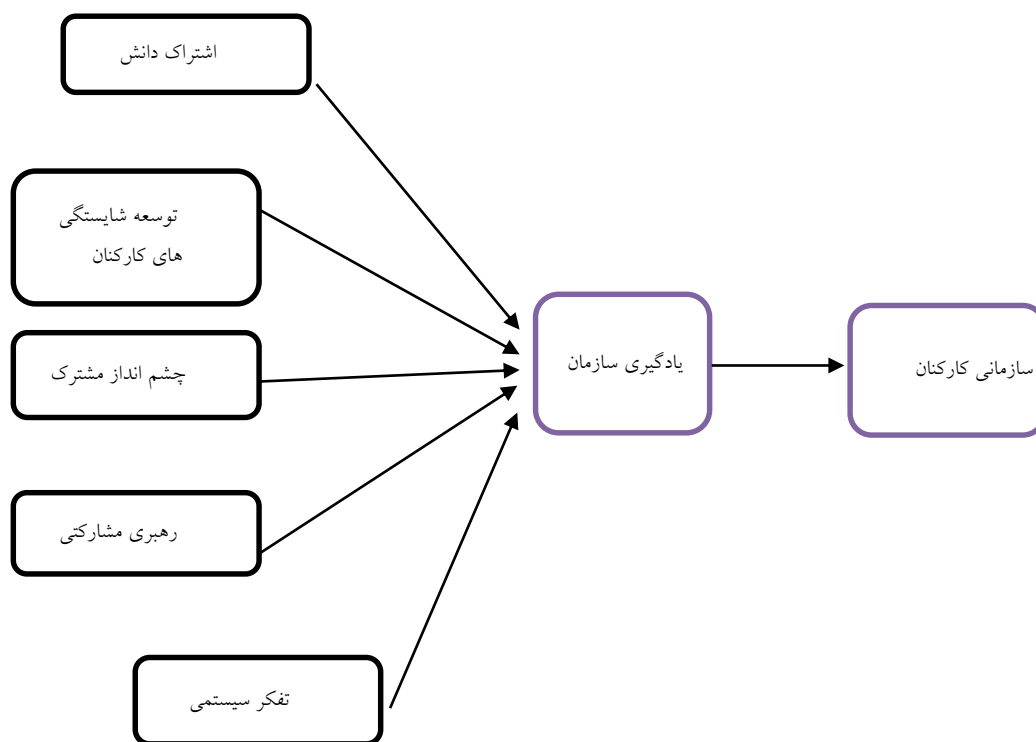 اشتراک دانش
توسعه شایستگی
های کارکنان
چشم انداز مشترک
رهبری مشارکتی
تفکر سیستمی
یادگیری سازمان
سازمانی کارکنان